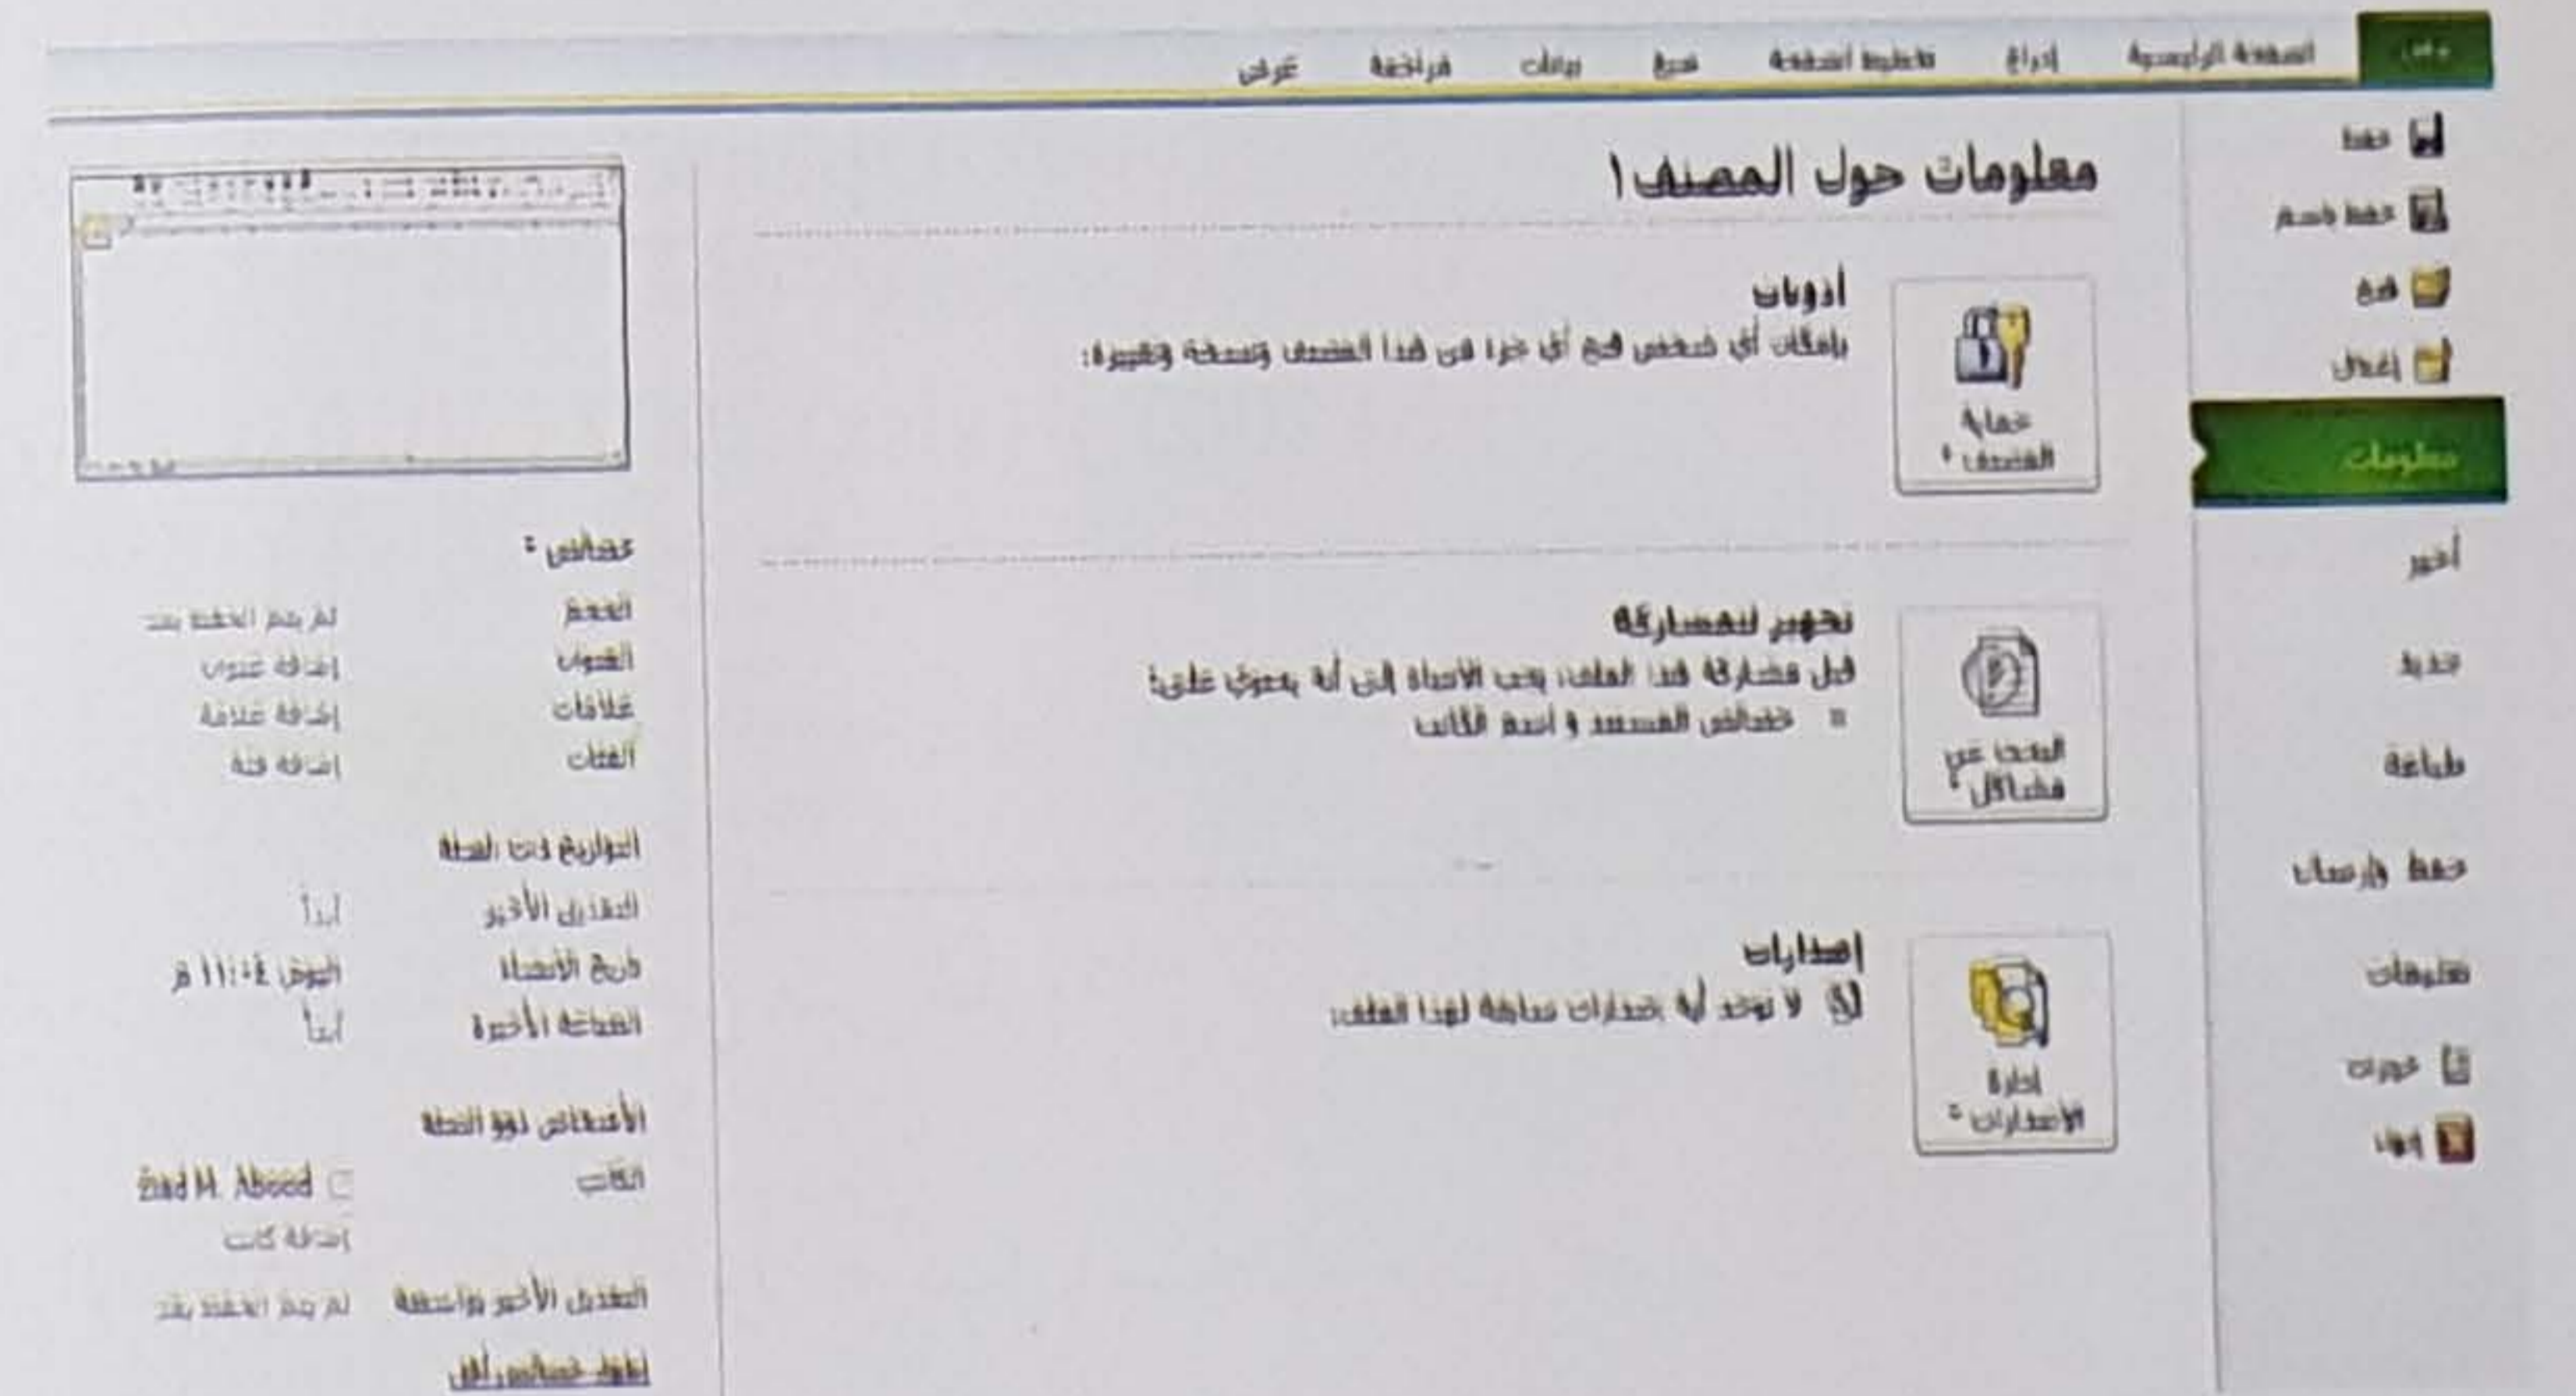 ملف الصفحة الرئيسية إدراج تخطيط الصفحة صيغ بيانات مراجعة عرض
حفظ
حفظ باسم
فتح
إغلاق
معلومات
أخير
جديد
طباعة
حفظ وإرسال
تعليمات
خيارات
إنهاء
معلومات حول المصنف ١
أذونات
بإمكان أي شخص فتح أي جزء في هذا المصنف ونسخه وتغييره.
حماية
المصنف
تجهيز للمشاركة
قبل مشاركة هذا الملف، يجب الانتباه إلى أنه يحتوي على:
خصائص المستند و اسم الكاتب
البحث عن
مشاكل
إصدارات
لا توجد أية إصدارات سابقة لهذا الملف.
إدارة
الإصدارات
خصائص
الحجم لم يتم الحفظ بعد
العنوان إضافة عنوان
علامات إضافة علامة
الفئات إضافة فئة
التواريخ ذات الصلة
التعديل الأخير أبداً
تاريخ الإنشاء اليوم، ١١:٠٤ م
الطباعة الأخيرة أبداً
الأشخاص ذوو الصلة
الكاتب Ziad M. Aboed
إضافة كاتب
التعديل الأخير بواسطة لم يتم الحفظ بعد
إظهار خصائص أقل